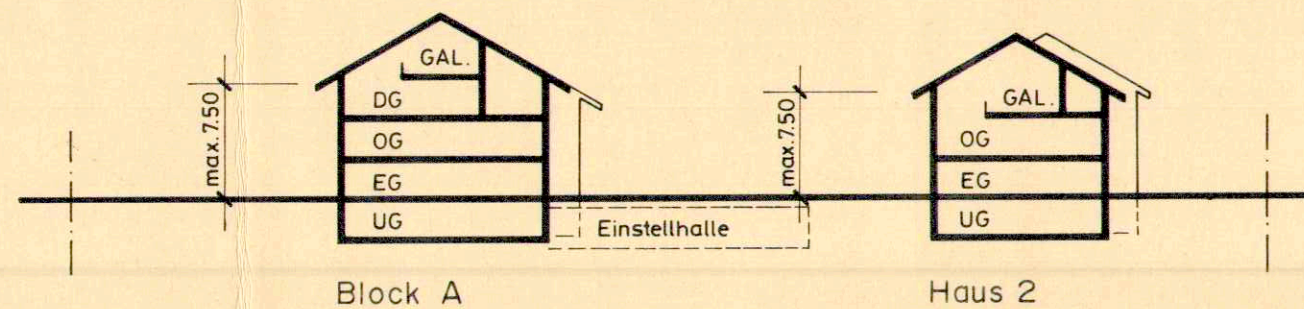 GAL.
DG
OG
EG
UG
max. 7.50
Einstellhalle
Block A
GAL.
OG
EG
UG
max. 7.50
Haus 2